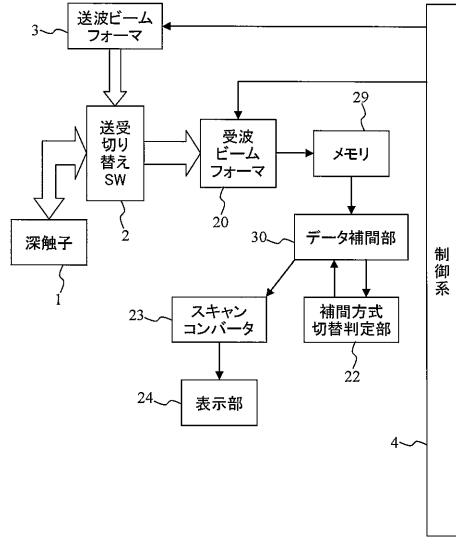 送波ビーム
フォーマ
3
送受
切り
替え
SW
2
受波
ビーム
フォーマ
20
29
メモリ
深触子
1
30
データ補間部
制御系
23
スキャン
コンバータ
補間方式
切替判定部
22
24
表示部
4